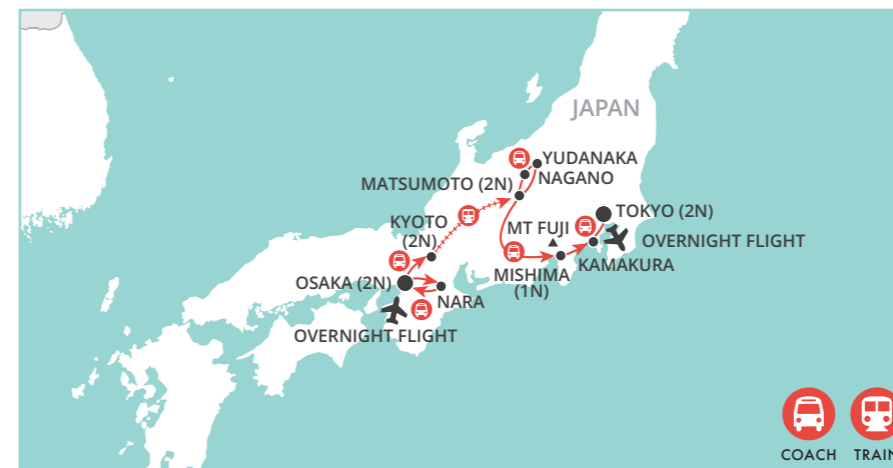 JAPAN
YUDANAKA
NAGANO
MATSUMOTO (2N)
TOKYO (2N)
KYOTO
(2N)
MT FUJI
OVERNIGHT FLIGHT
KAMAKURA
MISHIMA
(1N)
OSAKA (2N)
NARA
OVERNIGHT FLIGHT
COACH
TRAIN